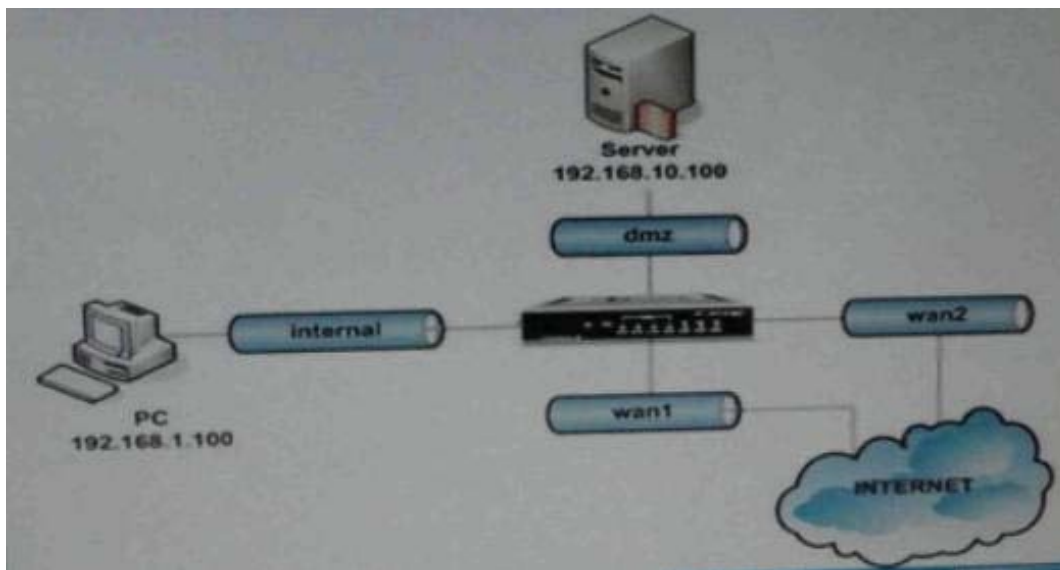 Server
192.168.10.100
dmz
internal
wan2
wan1
PC
192.168.1.100
INTERNET